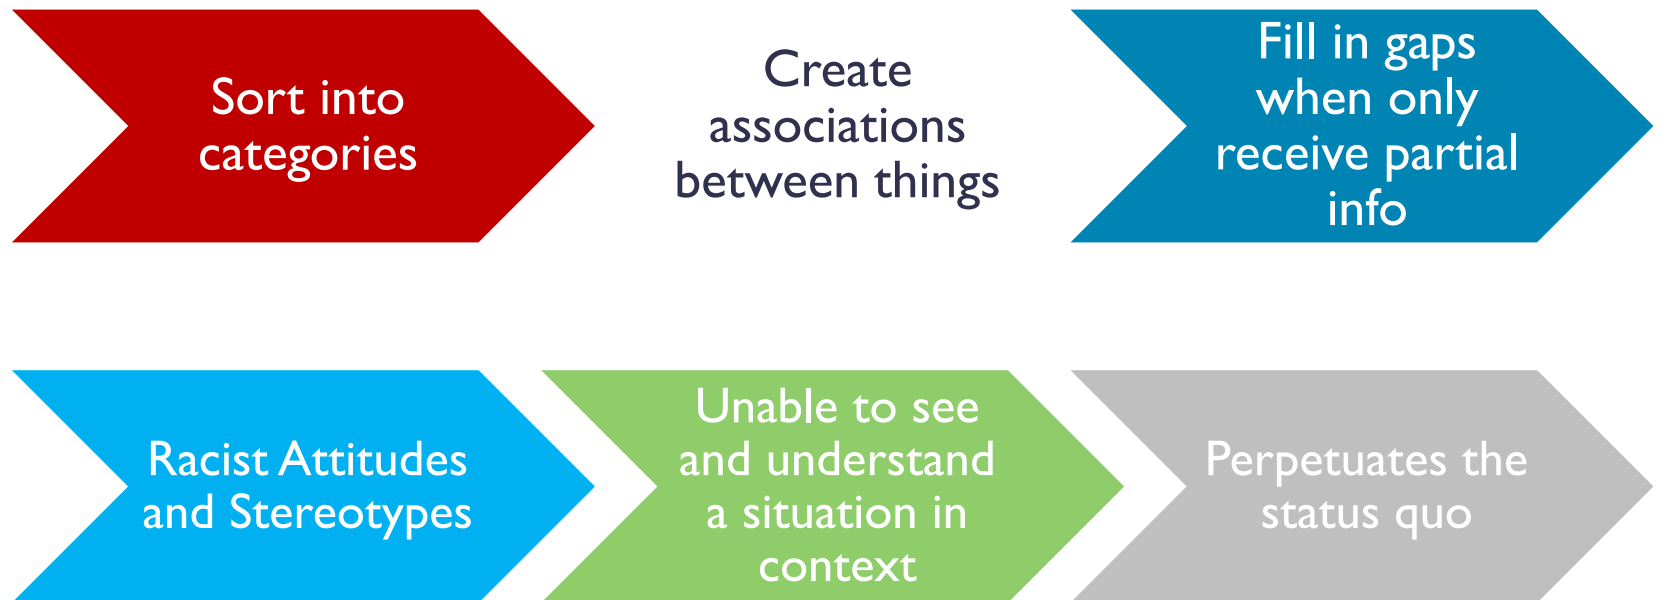 Sort into
categories
Create
associations
between things
Fill in gaps
when only
receive partial
info
Racist Attitudes
and Stereotypes
Unable to see
and understand
a situation in
context
Perpetuates the
status quo